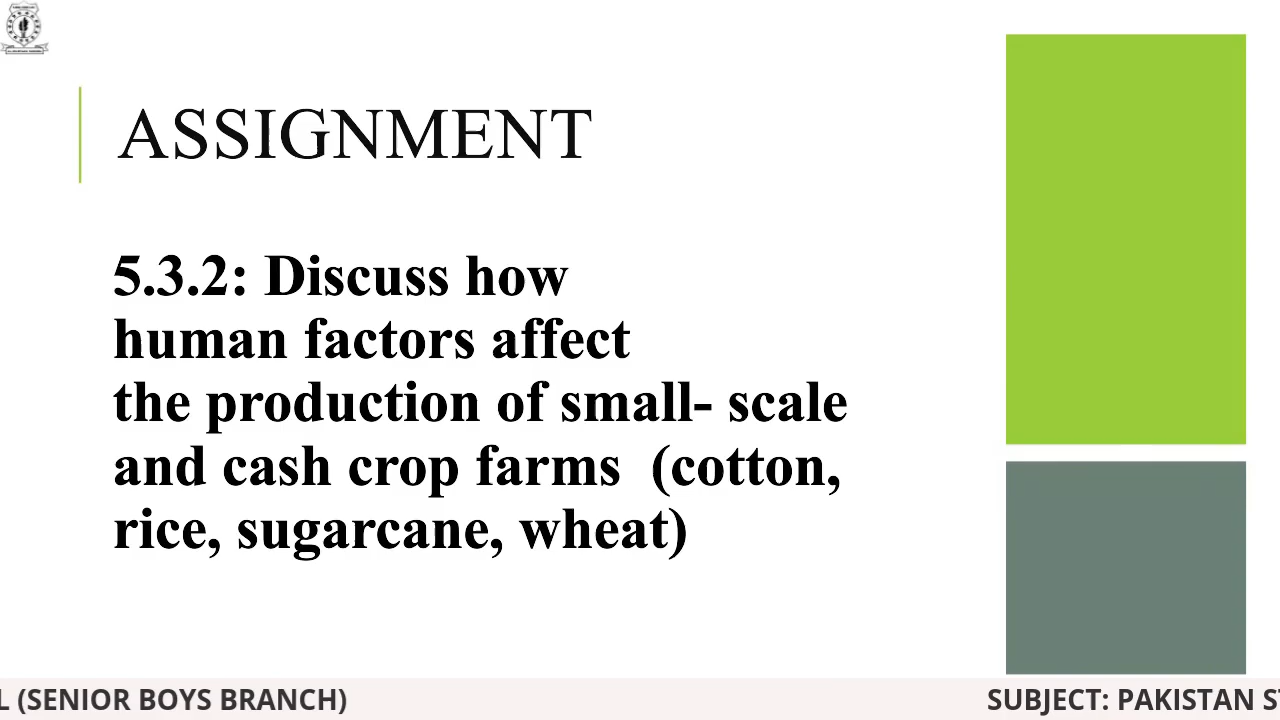 ASSIGNMENT
5.3.2: Discuss how
human factors affect
the production of small- scale
and cash crop farms  (cotton,
rice, sugarcane, wheat)
L (SENIOR BOYS BRANCH)
SUBJECT: PAKISTAN ST